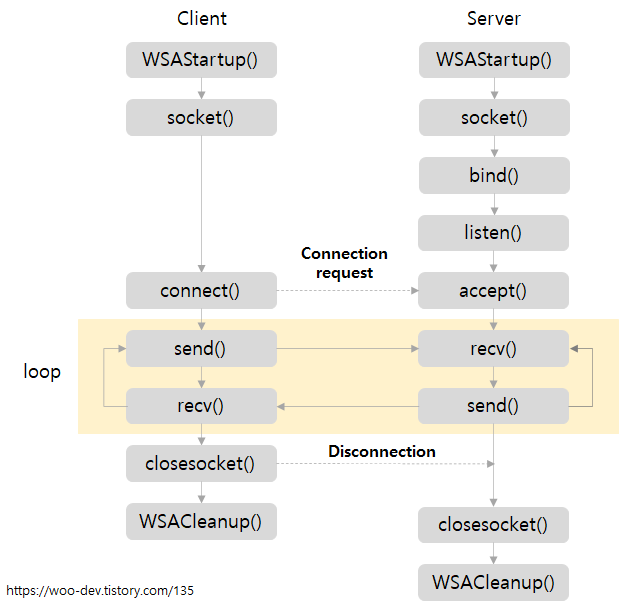 Client
Server
WSAStartup()
WSAStartup()
socket()
socket()
bind()
listen()
Connection
request
connect()
accept()
send()
recv()
loop
recv()
send()
closesocket()
Disconnection
WSACleanup()
closesocket()
WSACleanup()
https://woo-dev.tistory.com/135